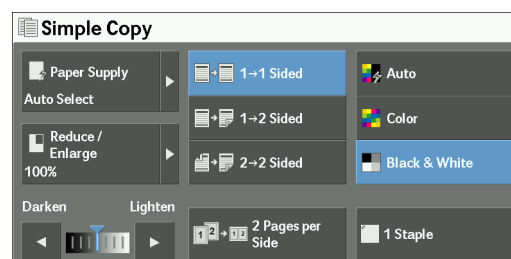 Simple Copy
Paper Supply
Auto Select
Reduce /
Enlarge
100%
Darken Lighten
1→1 Sided
1→2 Sided
2→2 Sided
2 Pages per
Side
Auto
Color
Black & White
1 Staple